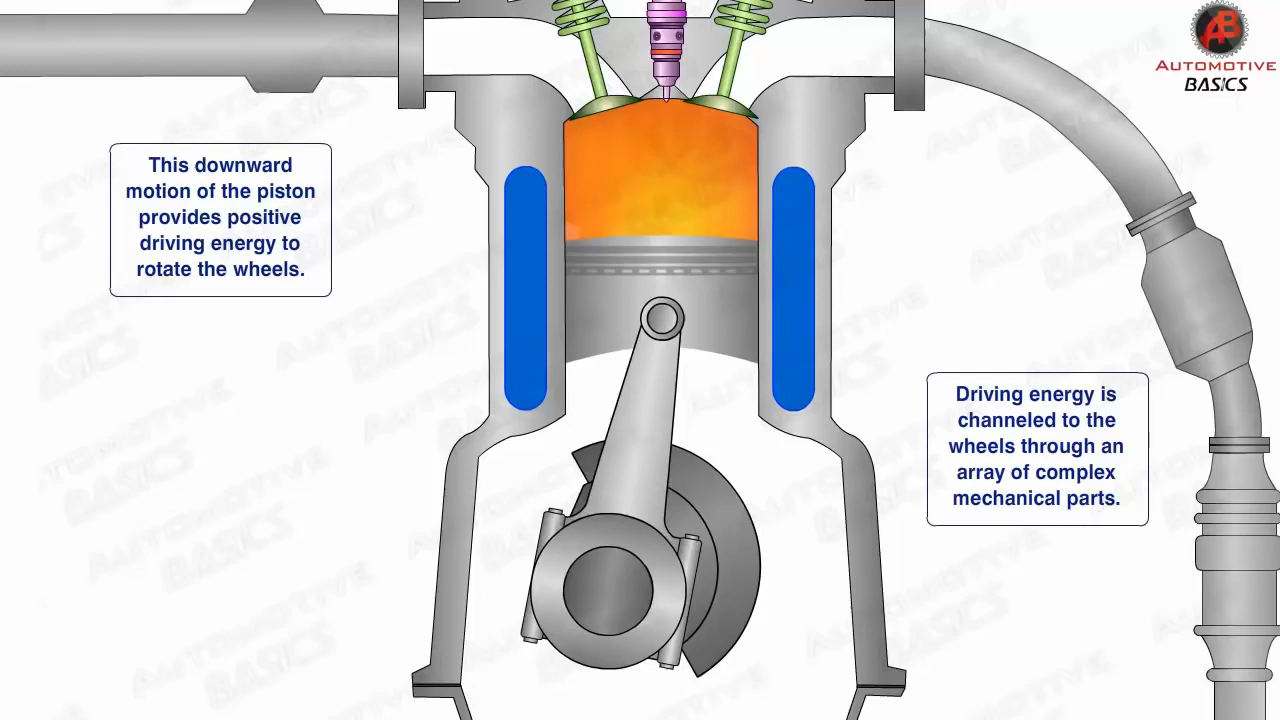 AB
AUTOMOTIVE
BASICS
This downward
motion of the piston
provides positive
driving energy to
rotate the wheels.
Driving energy is
channeled to the
wheels through an
array of complex
mechanical parts.